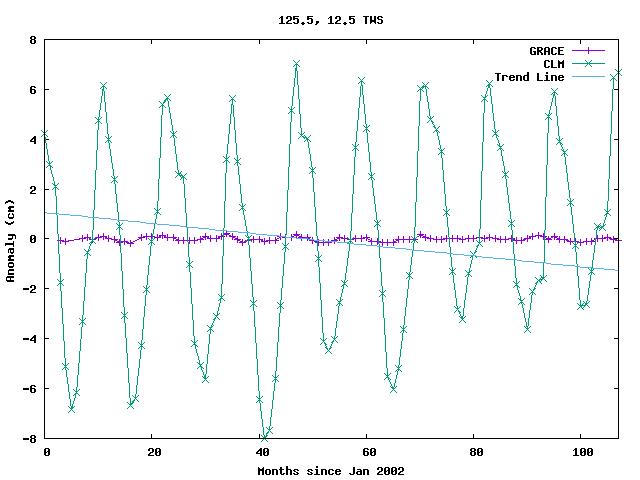 125.5, 12.5 TWS
GRACE
CLM
Trend Line
8
6
4
2
0
-2
-4
-6
-8
Anomaly (cm)
0 20 40 60 80 100
Months since Jan 2002